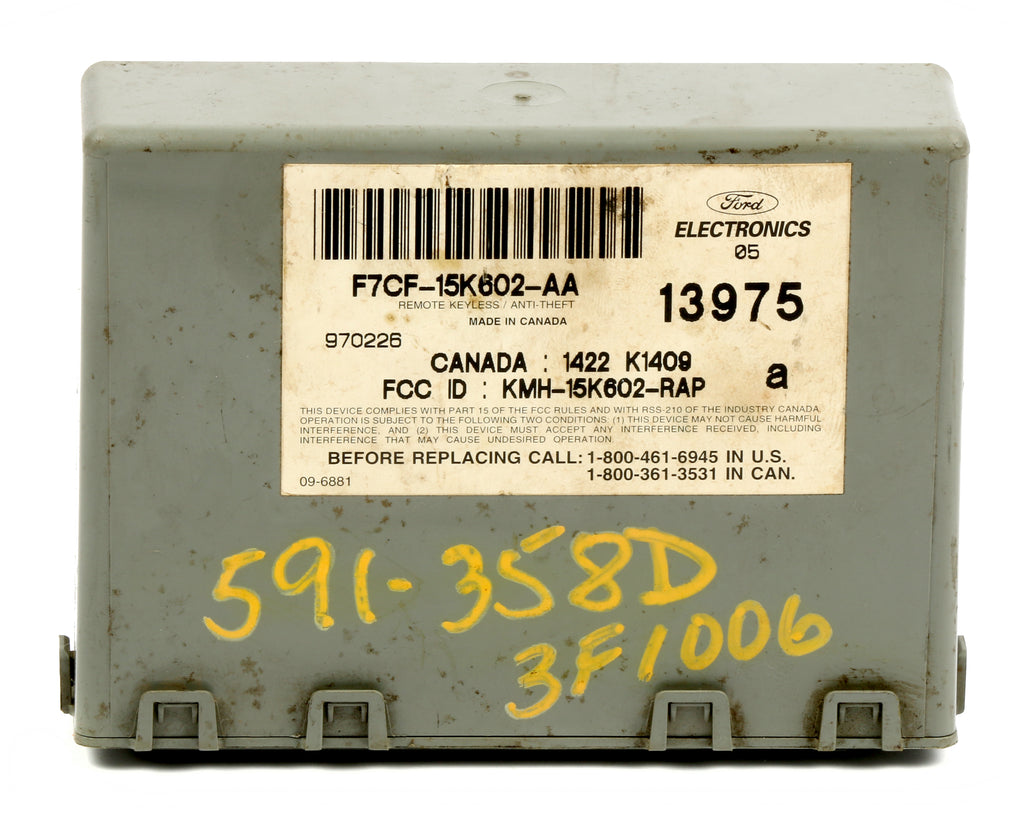 Ford
ELECTRONICS
05
F7CF-15K602-AA
REMOTE KEYLESS / ANTI-THEFT
MADE IN CANADA
13975
970226
CANADA : 1422 K1409
FCC ID : KMH-15K602-RAP
a
THIS DEVICE COMPLIES WITH PART 15 OF THE FCC RULES AND WITH RSS-210 OF THE INDUSTRY CANADA.
OPERATION IS SUBJECT TO THE FOLLOWING TWO CONDITIONS: (1) THIS DEVICE MAY NOT CAUSE HARMFUL
INTERFERENCE, AND (2) THIS DEVICE MUST ACCEPT ANY INTERFERENCE RECEIVED, INCLUDING
INTERFERENCE THAT MAY CAUSE UNDESIRED OPERATION.
BEFORE REPLACING CALL: 1-800-461-6945 IN U.S.
1-800-361-3531 IN CAN.
09-6881
591-358D
3F1006